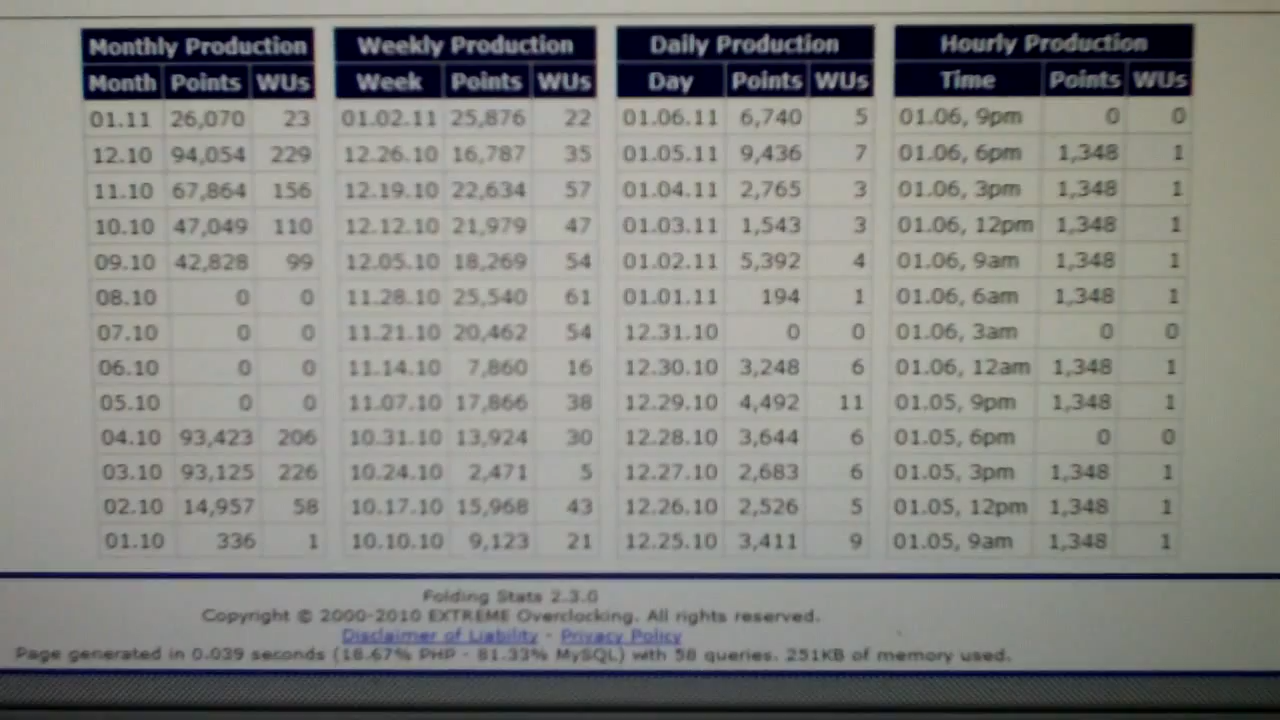 Monthly Production Weekly Production Daily Production Hourly Production
Month Points WUs Week Points WUs Day Points WUs Time Points WUs
01.11 26,070 23 01.02.11 25,876 22 01.06.11 6,740 5 01.06, 9pm 0 0
12.10 94,054 229 12.26.10 16,787 35 01.05.11 9,436 7 01.06, 6pm 1,348 1
11.10 67,864 156 12.19.10 22,634 57 01.04.11 2,765 3 01.06, 3pm 1,348 1
10.10 47,049 110 12.12.10 21,979 47 01.03.11 1,543 3 01.06, 12pm 1,348 1
09.10 42,828 99 12.05.10 18,269 54 01.02.11 5,392 4 01.06, 9am 1,348 1
08.10 0 0 11.28.10 25,540 61 01.01.11 194 1 01.06, 6am 1,348 1
07.10 0 0 11.21.10 20,462 54 12.31.10 0 0 01.06, 3am 0 0
06.10 0 0 11.14.10 7,860 16 12.30.10 3,248 6 01.06, 12am 1,348 1
05.10 0 0 11.07.10 17,866 38 12.29.10 4,492 11 01.05, 9pm 1,348 1
04.10 93,423 206 10.31.10 13,924 30 12.28.10 3,644 6 01.05, 6pm 0 0
03.10 93,125 226 10.24.10 2,471 5 12.27.10 2,683 6 01.05, 3pm 1,348 1
02.10 14,957 58 10.17.10 15,968 43 12.26.10 2,526 5 01.05, 12pm 1,348 1
01.10 336 1 10.10.10 9,123 21 12.25.10 3,411 9 01.05, 9am 1,348 1
Folding Stats 2.3.0
Copyright © 2000-2010 EXTREME Overclocking. All rights reserved.
Disclaimer of Liability - Privacy Policy
Page generated in 0.039 seconds (18.67% PHP - 81.33% MySQL) with 58 queries. 251KB of memory used.